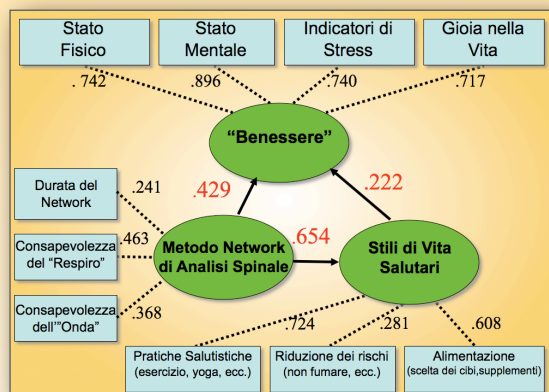 Stato
Fisico
Stato
Mentale
Indicatori di
Stress
Gioia nella
Vita
.742
.896
.740
.717
“Benessere”
Durata del
Network
.241
.429
.222
Consapevolezza
del “Respiro”
.463
Metodo Network
di Analisi Spinale
.654
Stili di Vita
Salutari
Consapevolezza
dell’”Onda”
.368
.724
.281
.608
Pratiche Salutistiche
(esercizio, yoga, ecc.)
Riduzione dei rischi
(non fumare, ecc.)
Alimentazione
(scelta dei cibi,supplementi)